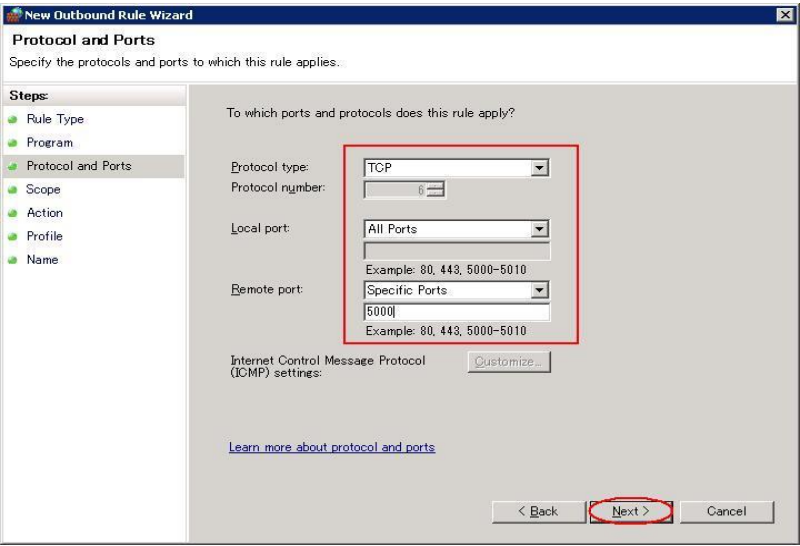 New Outbound Rule Wizard
Protocol and Ports
Specify the protocols and ports to which this rule applies.
Steps:
Rule Type
Program
Protocol and Ports
Scope
Action
Profile
Name
To which ports and protocols does this rule apply?
Protocol type: TCP
Protocol number: 6
Local port: All Ports
Example: 80, 443, 5000-5010
Remote port: Specific Ports
5000
Example: 80, 443, 5000-5010
Internet Control Message Protocol
(ICMP) settings: Customize...
Learn more about protocol and ports
< Back Next > Cancel